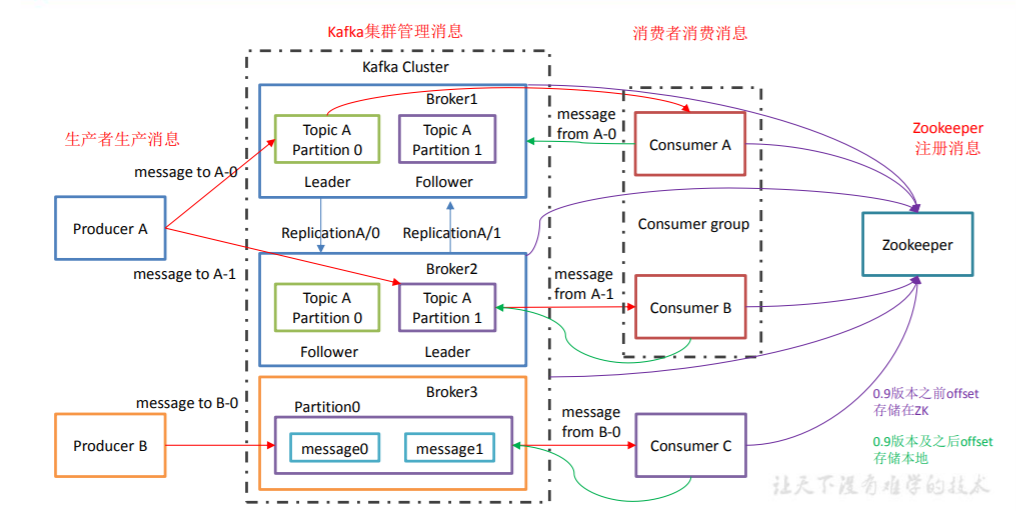 Kafka集群管理消息
消费者消费消息
Kafka Cluster
Broker1
Topic A
Partition 0
Topic A
Partition 1
Leader
Follower
生产者生产消息
message to A-0
Producer A
message to A-1
ReplicationA/0
ReplicationA/1
Broker2
Topic A
Partition 0
Topic A
Partition 1
Follower
Leader
message
from A-0
Consumer A
Consumer group
message
from A-1
Consumer B
Zookeeper
注册消息
Zookeeper
message to B-0
Producer B
Broker3
Partition0
message0
message1
message
from B-0
Consumer C
0.9版本之前offset
存储在ZK
0.9版本及之后offset
存储本地
让天下没有难学的技术